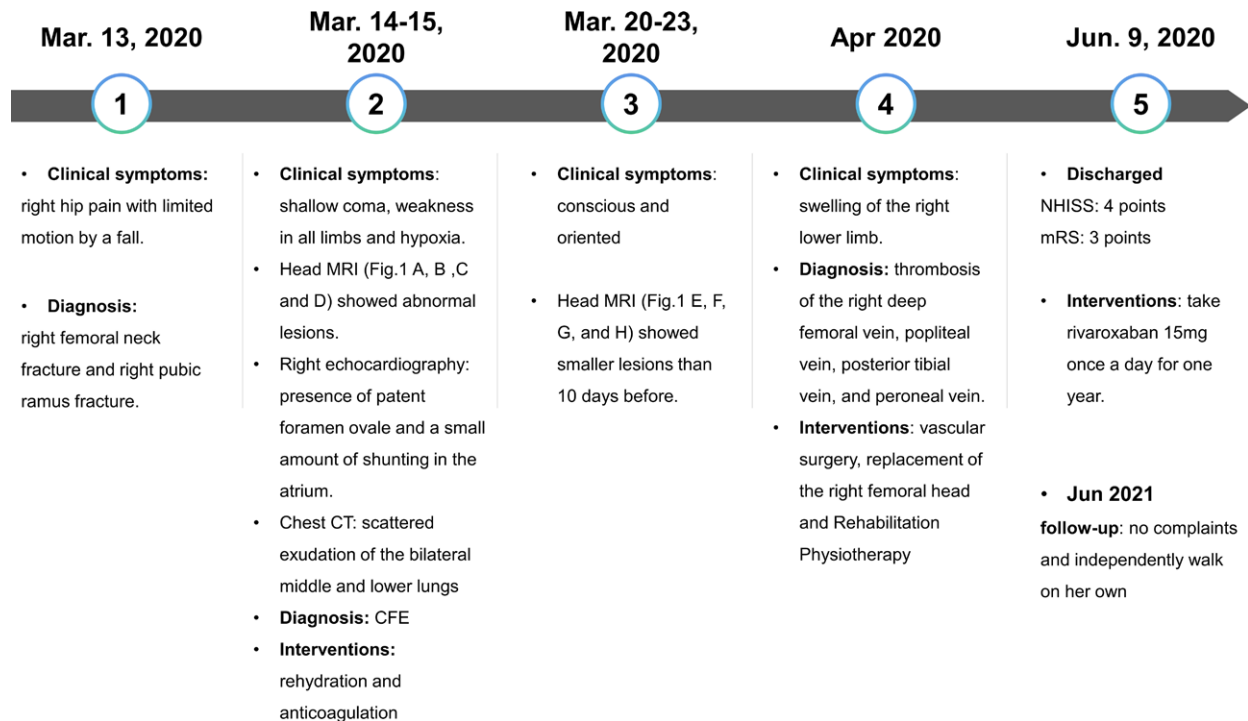 Mar. 13, 2020
Mar. 14-15,
2020
Mar. 20-23,
2020
Apr 2020
Jun. 9, 2020
1
2
3
4
5
• Clinical symptoms:
right hip pain with limited
motion by a fall.
• Diagnosis:
right femoral neck
fracture and right pubic
ramus fracture.
• Clinical symptoms:
shallow coma, weakness
in all limbs and hypoxia.
• Head MRI (Fig.1 A, B ,C
and D) showed abnormal
lesions.
• Right echocardiography:
presence of patent
foramen ovale and a small
amount of shunting in the
atrium.
• Chest CT: scattered
exudation of the bilateral
middle and lower lungs
• Diagnosis: CFE
• Interventions:
rehydration and
anticoagulation
• Clinical symptoms:
conscious and
oriented
• Head MRI (Fig.1 E, F,
G, and H) showed
smaller lesions than
10 days before.
• Clinical symptoms:
swelling of the right
lower limb.
• Diagnosis: thrombosis
of the right deep
femoral vein, popliteal
vein, posterior tibial
vein, and peroneal vein.
• Interventions: vascular
surgery, replacement of
the right femoral head
and Rehabilitation
Physiotherapy
• Discharged
NHISS: 4 points
mRS: 3 points
• Interventions: take
rivaroxaban 15mg
once a day for one
year.
• Jun 2021
follow-up: no complaints
and independently walk
on her own